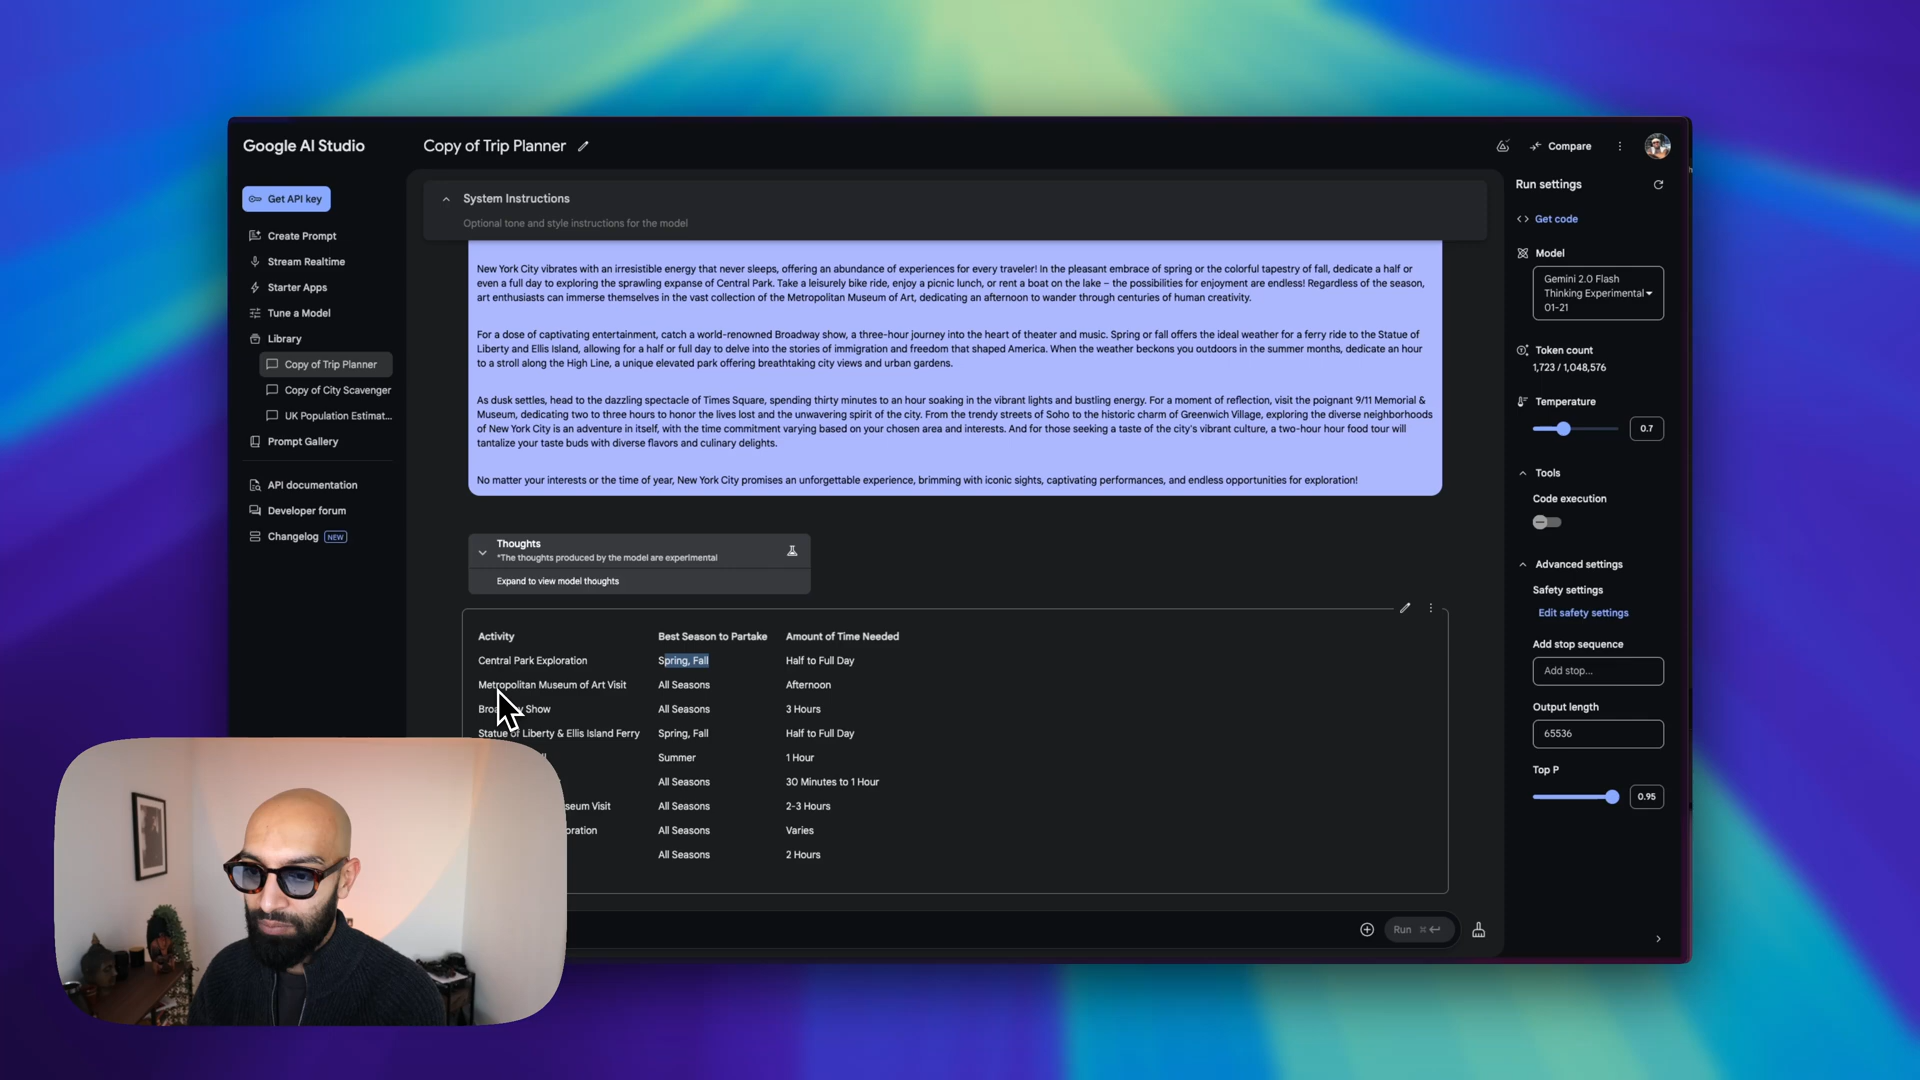 Google AI Studio
Copy of Trip Planner
Compare
Get API key
Create Prompt
Stream Realtime
Starter Apps
Tune a Model
Library
Copy of Trip Planner
Copy of City Scavenger
UK Population Estimat...
Prompt Gallery
API documentation
Developer forum
Changelog NEW
System Instructions
Optional tone and style instructions for the model
New York City vibrates with an irresistible energy that never sleeps, offering an abundance of experiences for every traveler! In the pleasant embrace of spring or the colorful tapestry of fall, dedicate a half or
even a full day to exploring the sprawling expanse of Central Park. Take a leisurely bike ride, enjoy a picnic lunch, or rent a boat on the lake – the possibilities for enjoyment are endless! Regardless of the season,
art enthusiasts can immerse themselves in the vast collection of the Metropolitan Museum of Art, dedicating an afternoon to wander through centuries of human creativity.
For a dose of captivating entertainment, catch a world-renowned Broadway show, a three-hour journey into the heart of theater and music. Spring or fall offers the ideal weather for a ferry ride to the Statue of
Liberty and Ellis Island, allowing for a half or full day to delve into the stories of immigration and freedom that shaped America. When the weather beckons you outdoors in the summer months, dedicate an hour
to a stroll along the High Line, a unique elevated park offering breathtaking city views and urban gardens.
As dusk settles, head to the dazzling spectacle of Times Square, spending thirty minutes to an hour soaking in the vibrant lights and bustling energy. For a moment of reflection, visit the poignant 9/11 Memorial &
Museum, dedicating two to three hours to honor the lives lost and the unwavering spirit of the city. From the trendy streets of Soho to the historic charm of Greenwich Village, exploring the diverse neighborhoods
of New York City is an adventure in itself, with the time commitment varying based on your chosen area and interests. And for those seeking a taste of the city's vibrant culture, a two-hour hour food tour will
tantalize your taste buds with diverse flavors and culinary delights.
No matter your interests or the time of year, New York City promises an unforgettable experience, brimming with iconic sights, captivating performances, and endless opportunities for exploration!
Thoughts
*The thoughts produced by the model are experimental
Expand to view model thoughts
Activity Best Season to Partake Amount of Time Needed
Central Park Exploration Spring, Fall Half to Full Day
Metropolitan Museum of Art Visit All Seasons Afternoon
Show All Seasons 3 Hours
Statue of Liberty & Ellis Island Ferry Spring, Fall Half to Full Day
Summer 1 Hour
All Seasons 30 Minutes to 1 Hour
Visit All Seasons 2-3 Hours
All Seasons Varies
All Seasons 2 Hours
Run
Run settings
Get code
Model
Gemini 2.0 Flash
Thinking Experimental
01-21
Token count
1,723 / 1,048,576
Temperature
0.7
Tools
Code execution
Advanced settings
Safety settings
Edit safety settings
Add stop sequence
Add stop...
Output length
65536
Top P
0.95